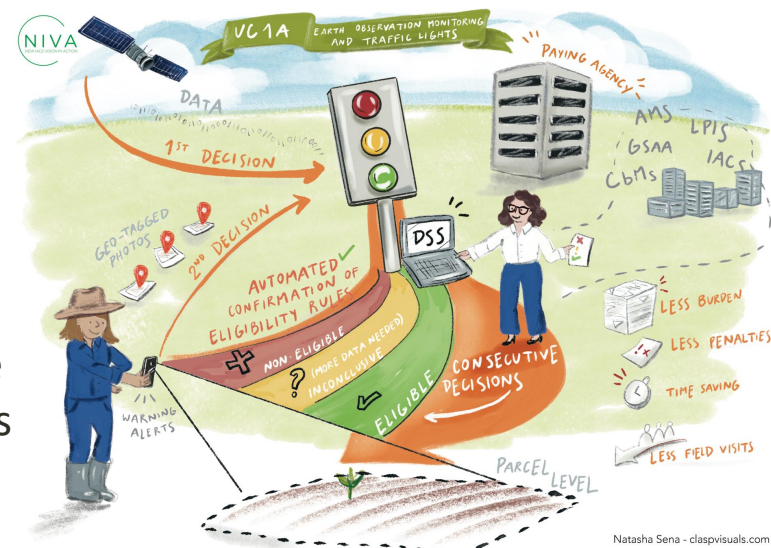 NIVA
UC1A EARTH OBSERVATION MONITORING
AND TRAFFIC LIGHTS
DATA
1ST DECISION
2ND DECISION
GEO-TAGGED
PHOTOS
PAYING AGENCY
AMS
LPIS
GSAA
IACS
CbMs
DSS
AUTOMATED
CONFIRMATION OF
ELIGIBILITY RULES
NON-ELIGIBLE
?
(MORE DATA NEEDED)
INCONCLUSIVE
ELIGIBLE
CONSECUTIVE
DECISIONS
WARNING
ALERTS
LESS BURDEN
LESS PENALTIES
TIME SAVING
LESS FIELD VISITS
PARCEL
LEVEL
e
s
Natasha Sena - claspvisuals.com